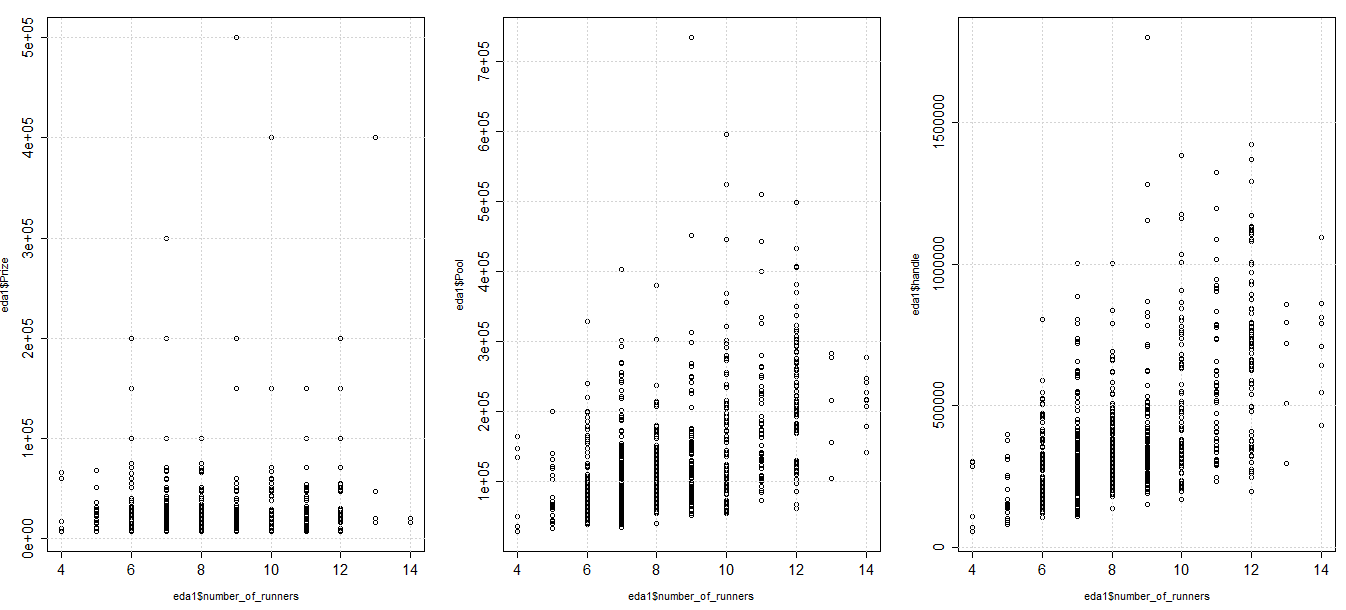 eda1$Prize
5e+05
4e+05
3e+05
2e+05
1e+05
0e+00
4 6 8 10 12 14
eda1$number_of_runners
eda1$Pool
7e+05
6e+05
5e+05
4e+05
3e+05
2e+05
1e+05
4 6 8 10 12 14
eda1$number_of_runners
eda1$handle
1500000
1000000
500000
0
4 6 8 10 12 14
eda1$number_of_runners